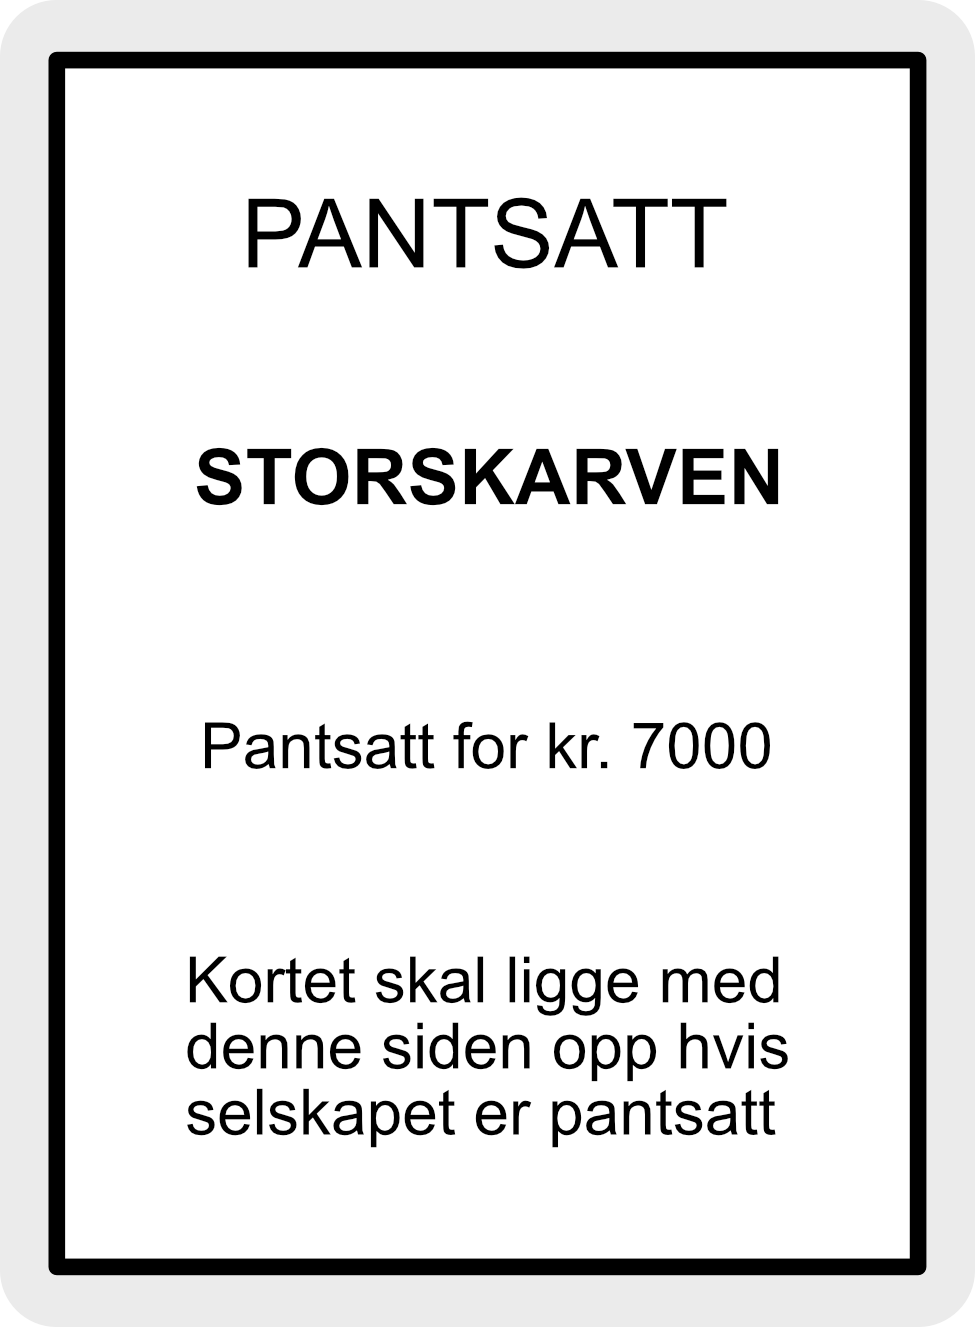 PANTSATT
STORSKARVEN
Pantsatt for kr. 7000
Kortet skal ligge med
denne siden opp hvis
selskapet er pantsatt